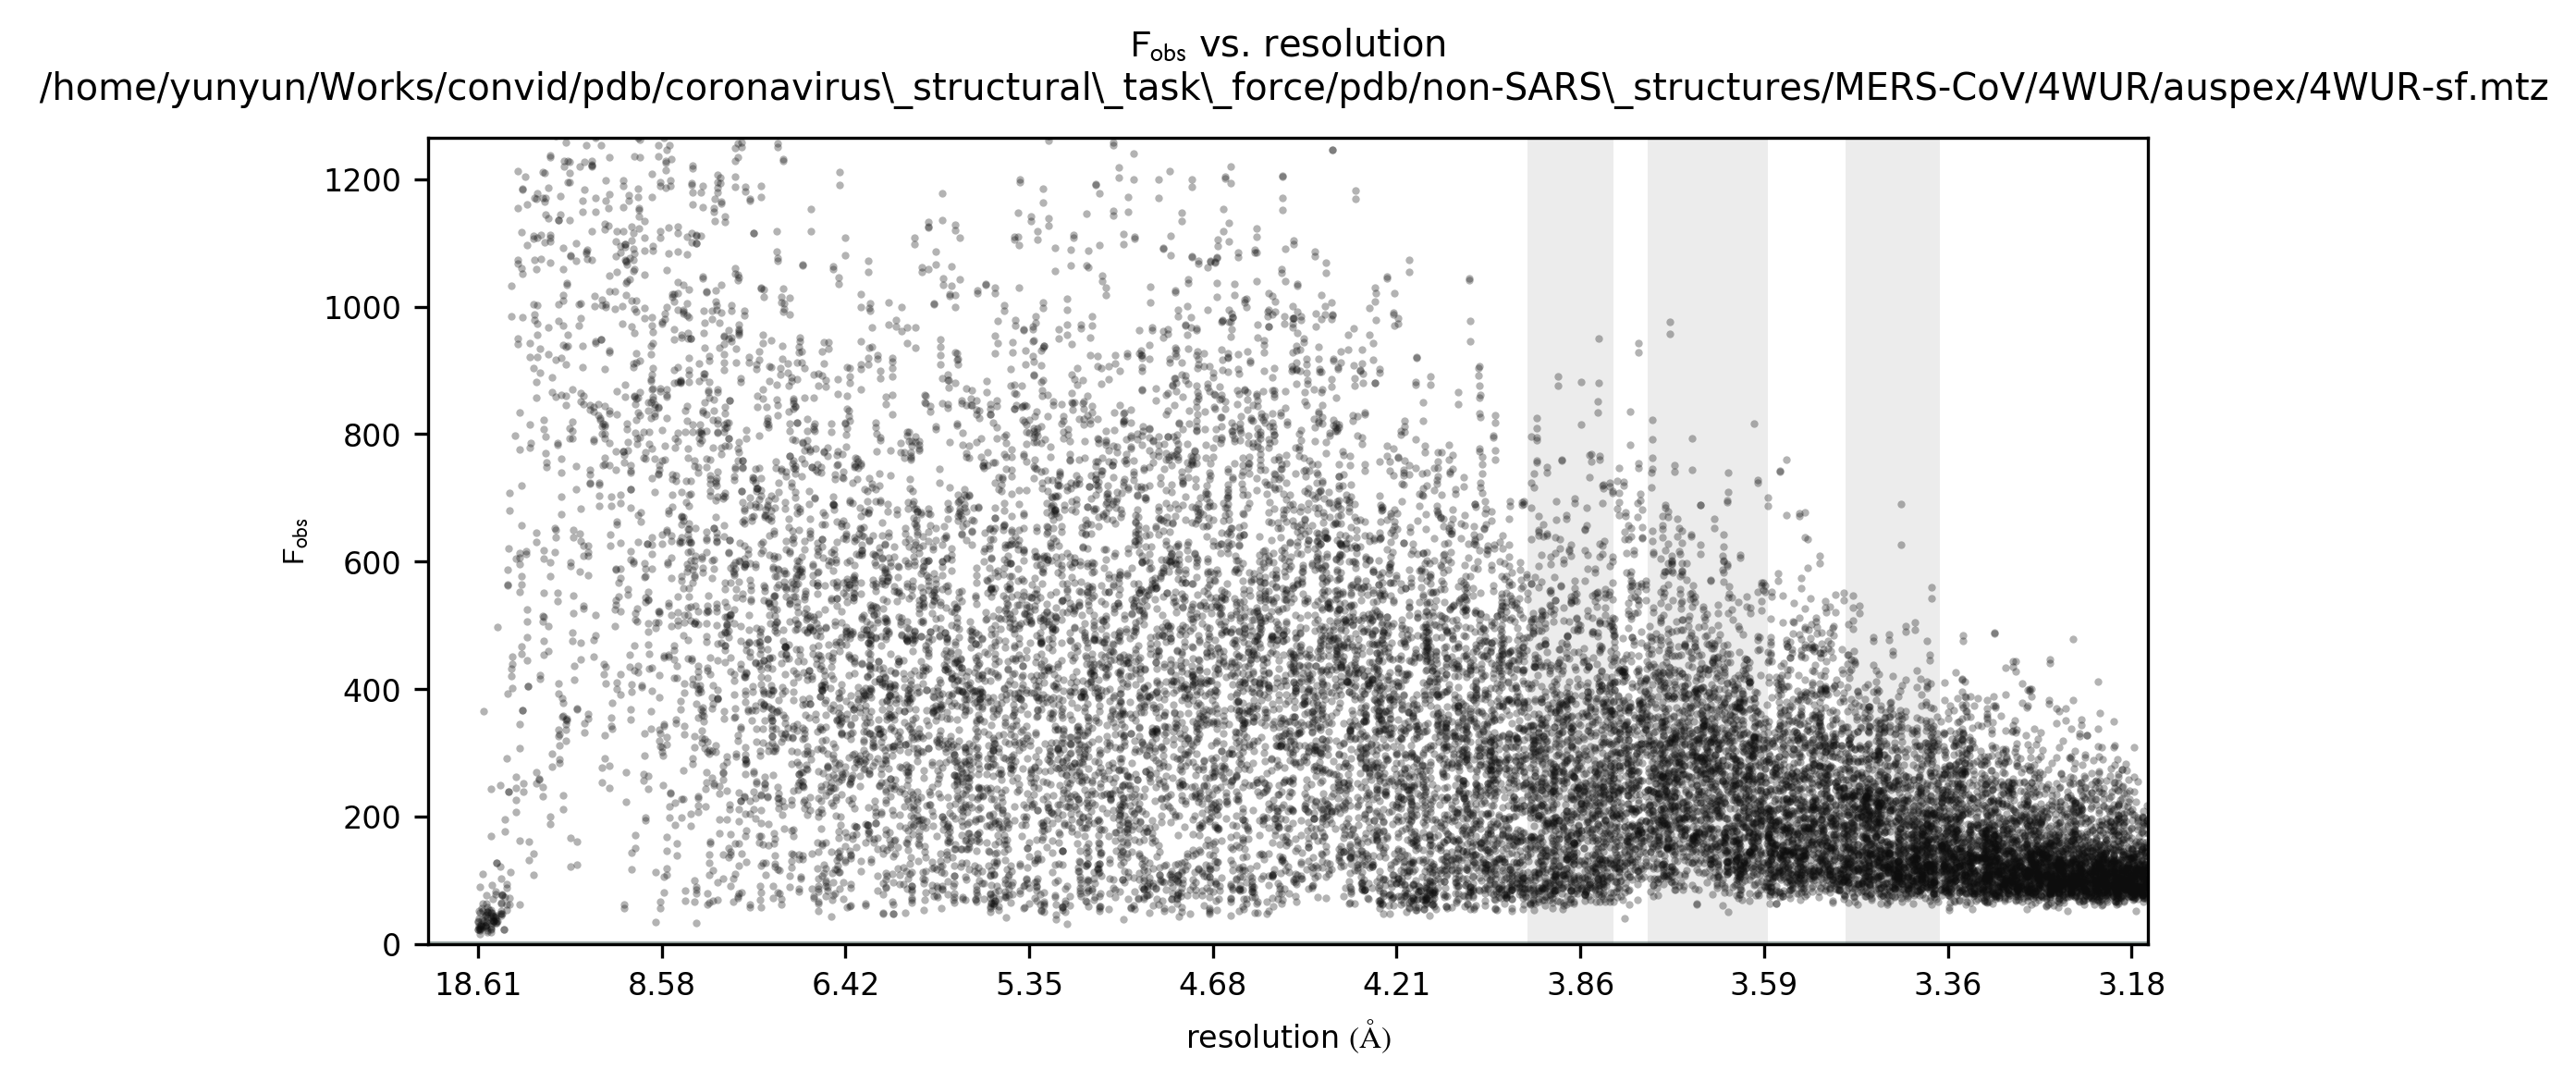 Fobs vs. resolution
/home/yunyun/Works/convid/pdb/coronavirus\_structural\_task\_force/pdb/non-SARS\_structures/MERS-CoV/4WUR/auspex/4WUR-sf.mtz
1200
1000
800
600
400
200
0
Fobs
18.61 8.58 6.42 5.35 4.68 4.21 3.86 3.59 3.36 3.18
resolution (Å)